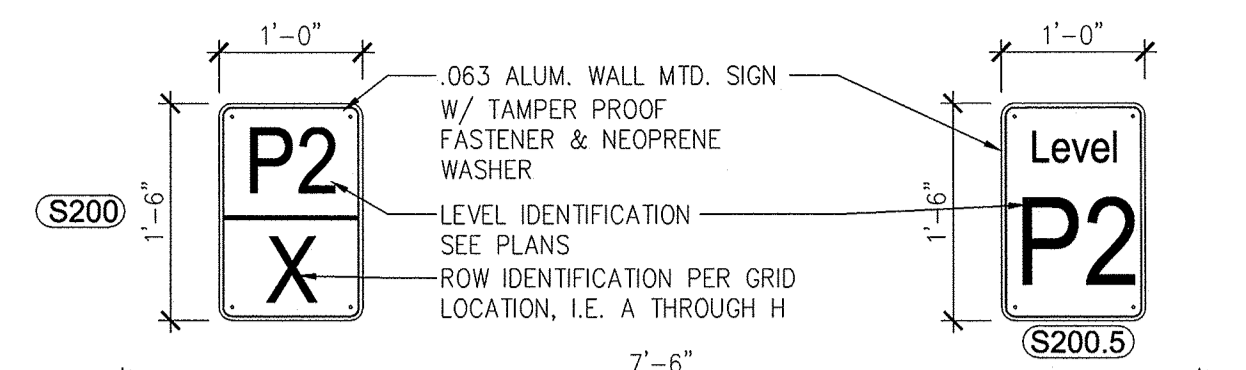 1'-0"
1'-0"
.063 ALUM. WALL MTD. SIGN
W/ TAMPER PROOF
FASTENER & NEOPRENE
WASHER
P2
Level
S200
1'-6"
1'-6"
LEVEL IDENTIFICATION
SEE PLANS
P2
X
ROW IDENTIFICATION PER GRID
LOCATION, I.E. A THROUGH H
S200.5
7'-6"